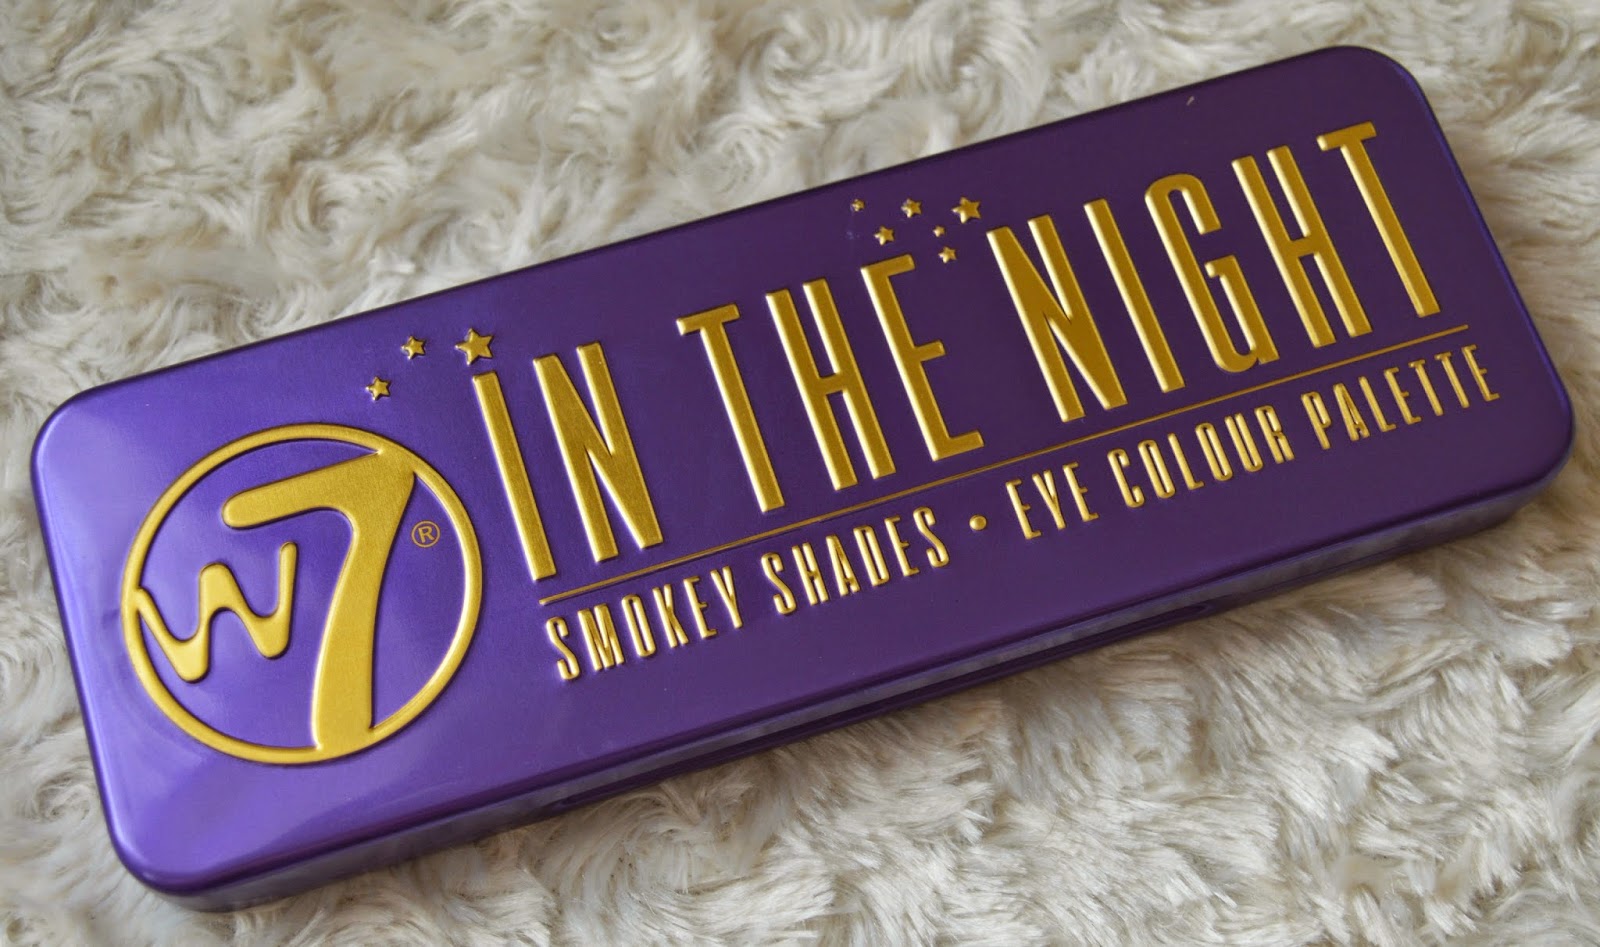 W7®
IN THE NIGHT
SMOKEY SHADES • EYE COLOUR PALETTE